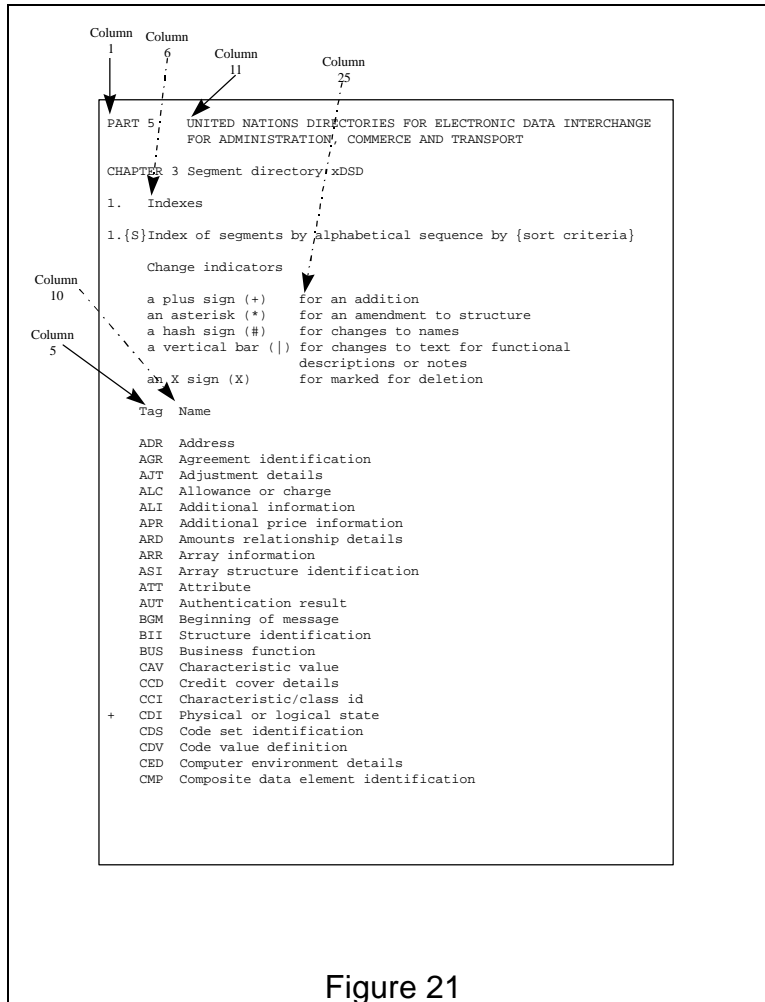 Column
1
Column
6
Column
11
Column
25
PART 5     UNITED NATIONS DIRECTORIES FOR ELECTRONIC DATA INTERCHANGE
FOR ADMINISTRATION, COMMERCE AND TRANSPORT
CHAPTER 3 Segment directory xDSD
1.   Indexes
1.{S}Index of segments by alphabetical sequence by {sort criteria}
Change indicators
Column
10
a plus sign (+)    for an addition
an asterisk (*)    for an amendment to structure
a hash sign (#)    for changes to names
Column
5
a vertical bar (|) for changes to text for functional
descriptions or notes
an X sign (X)      for marked for deletion
Tag  Name
ADR  Address
AGR  Agreement identification
AJT  Adjustment details
ALC  Allowance or charge
ALI  Additional information
APR  Additional price information
ARD  Amounts relationship details
ARR  Array information
ASI  Array structure identification
ATT  Attribute
AUT  Authentication result
BGM  Beginning of message
BII  Structure identification
BUS  Business function
CAV  Characteristic value
CCD  Credit cover details
CCI  Characteristic/class id
+   CDI  Physical or logical state
CDS  Code set identification
CDV  Code value definition
CED  Computer environment details
CMP  Composite data element identification
Figure 21